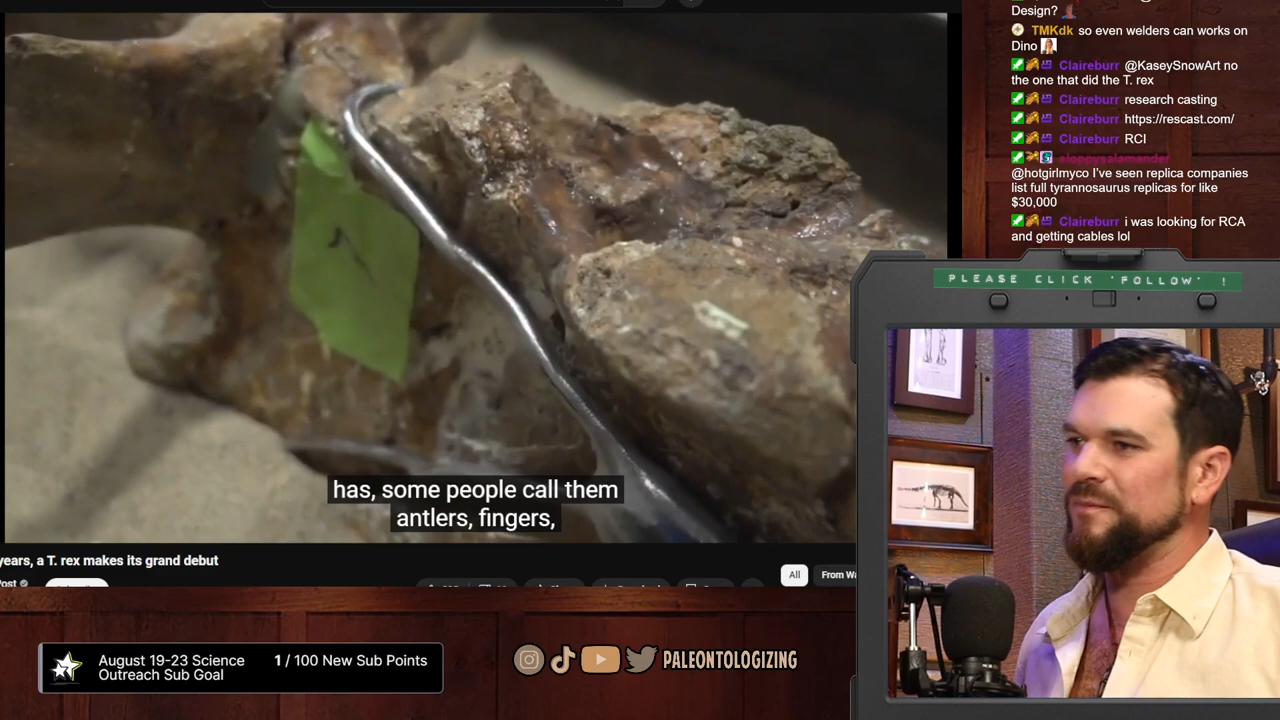 Design?
TMKdk so even welders can works on
Dino
Claireburr @KaseySnowArt no
the one that did the T. rex
Claireburr research casting
Claireburr https://rescast.com/
Claireburr RCI
sloppysalamander
@hotgirlmyco I've seen replica companies
list full tyrannosaurus replicas for like
$30,000
Claireburr i was looking for RCA
and getting cables lol
PLEASE CLICK "FOLLOW" !
has, some people call them
antlers, fingers,
years, a T. rex makes its grand debut
Post
All
From Wa
August 19-23 Science
Outreach Sub Goal
1 / 100 New Sub Points
PALEONTOLOGIZING